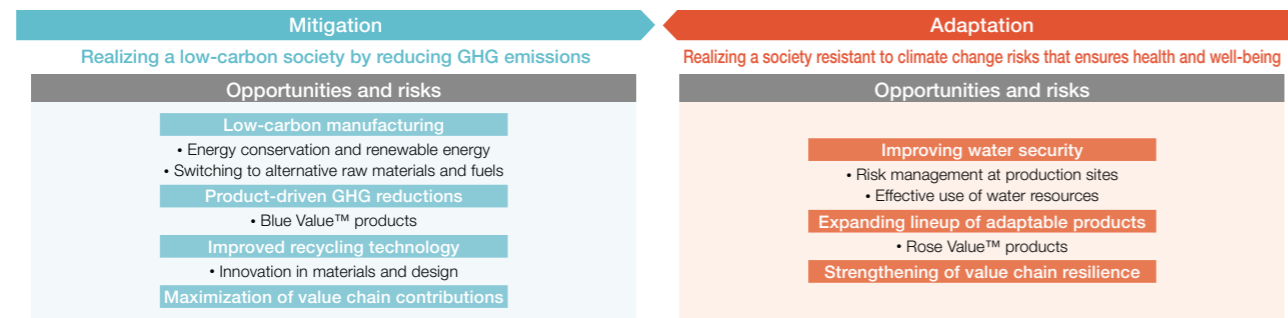 Mitigation
Realizing a low-carbon society by reducing GHG emissions
Opportunities and risks
Low-carbon manufacturing
• Energy conservation and renewable energy
• Switching to alternative raw materials and fuels
Product-driven GHG reductions
• Blue Value™ products
Improved recycling technology
• Innovation in materials and design
Maximization of value chain contributions
Adaptation
Realizing a society resistant to climate change risks that ensures health and well-being
Opportunities and risks
Improving water security
• Risk management at production sites
• Effective use of water resources
Expanding lineup of adaptable products
• Rose Value™ products
Strengthening of value chain resilience